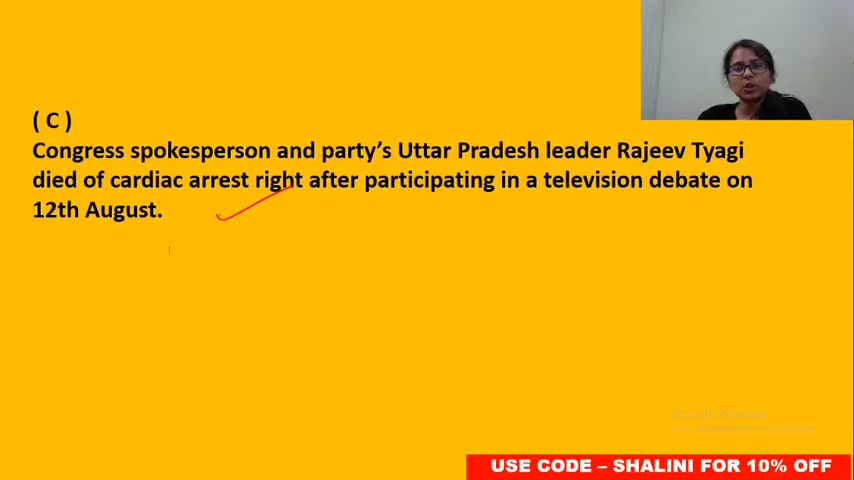 ( C )
Congress spokesperson and party’s Uttar Pradesh leader Rajeev Tyagi
died of cardiac arrest right after participating in a television debate on
12th August.
USE CODE – SHALINI FOR 10% OFF